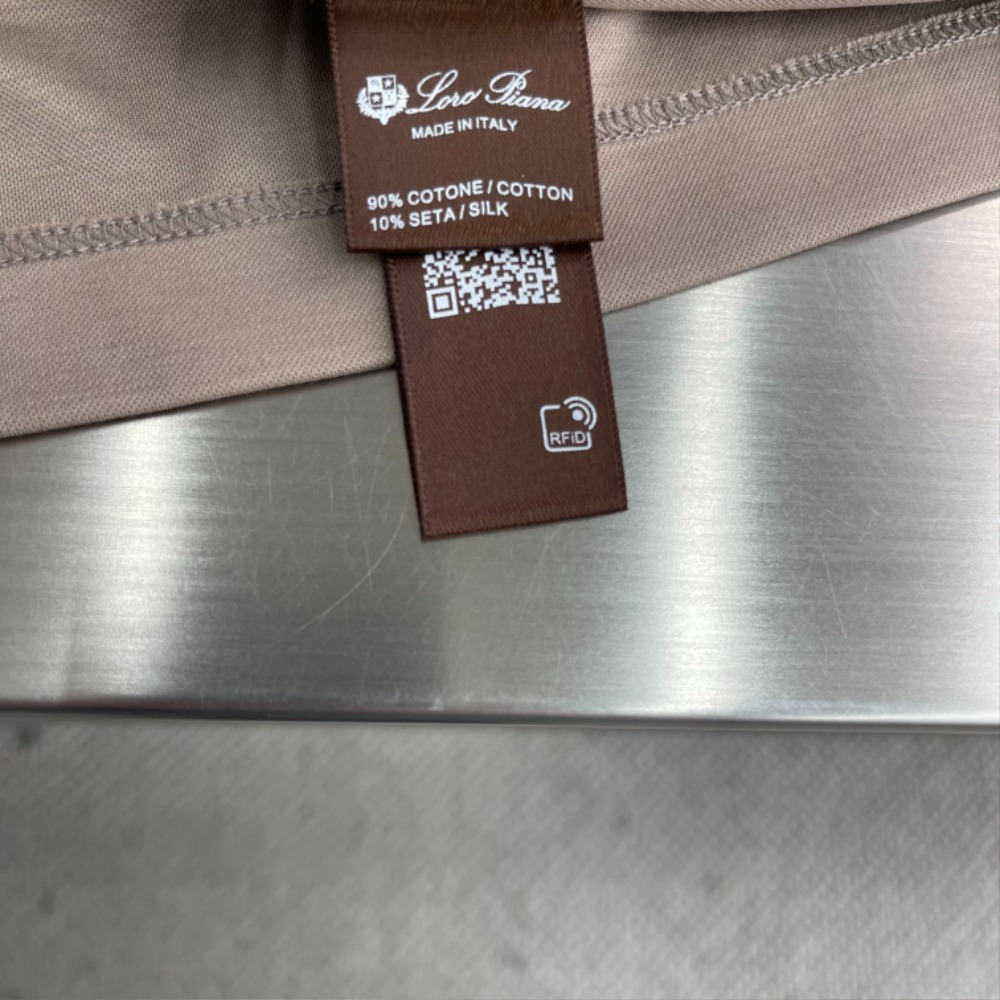 Loro Piana
MADE IN ITALY
90% COTONE / COTTON
10% SETA / SILK
RFiD